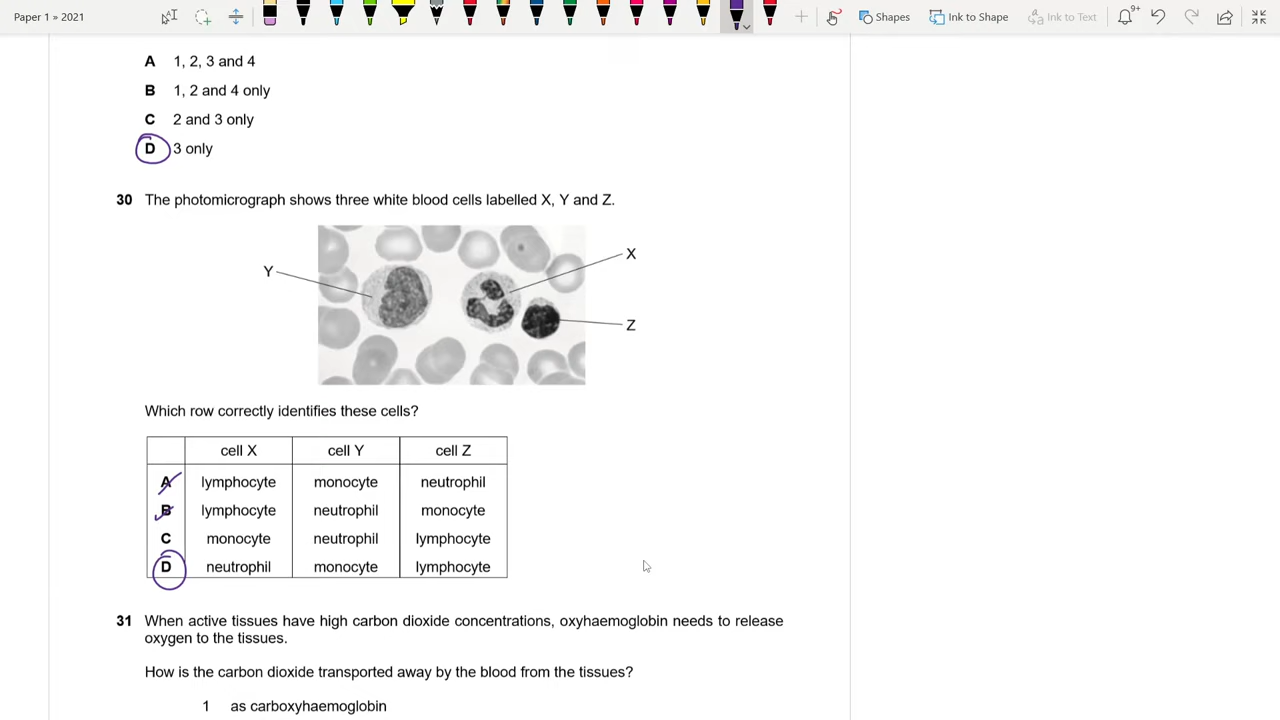 Paper 1 » 2021
Shapes
Ink to Shape
Ink to Text
9+
A 1, 2, 3 and 4
B 1, 2 and 4 only
C 2 and 3 only
D 3 only
30 The photomicrograph shows three white blood cells labelled X, Y and Z.
X
Y
Z
Which row correctly identifies these cells?
cell X cell Y cell Z
A lymphocyte monocyte neutrophil
B lymphocyte neutrophil monocyte
C monocyte neutrophil lymphocyte
D neutrophil monocyte lymphocyte
31 When active tissues have high carbon dioxide concentrations, oxyhaemoglobin needs to release
oxygen to the tissues.
How is the carbon dioxide transported away by the blood from the tissues?
1 as carboxyhaemoglobin